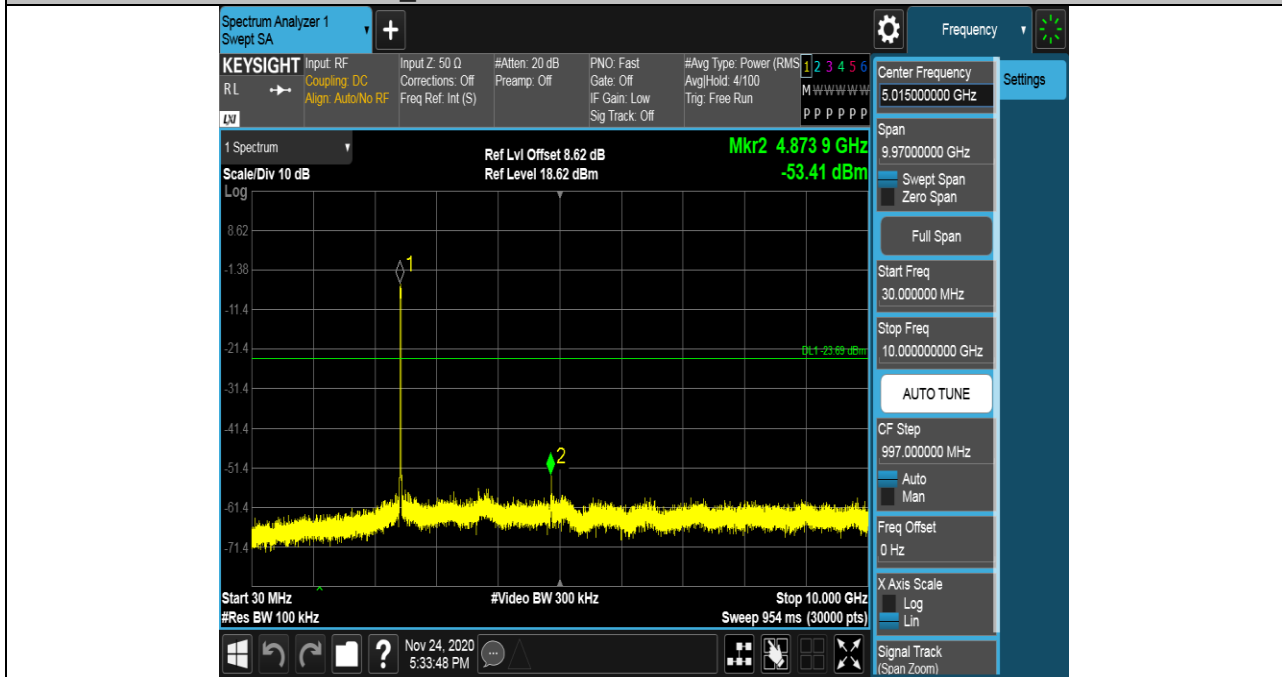 Spectrum Analyzer 1
Swept SA
+
Frequency
KEYSIGHT
RL
LXI
Input: RF
Coupling: DC
Align: Auto/No RF
Input Z: 50 Ω
Corrections: Off
Freq Ref: Int (S)
#Atten: 20 dB
Preamp: Off
PNO: Fast
Gate: Off
IF Gain: Low
Sig Track: Off
#Avg Type: Power (RMS
Avg|Hold: 4/100
Trig: Free Run
1 2 3 4 5 6
M W W W W W
P P P P P P
1 Spectrum
Scale/Div 10 dB
Log
Ref Lvl Offset 8.62 dB
Ref Level 18.62 dBm
Mkr2 4.873 9 GHz
-53.41 dBm
8.62
-1.38
-11.4
-21.4
-31.4
-41.4
-51.4
-61.4
-71.4
1
DL1 -23.69 dBm
2
Start 30 MHz
#Res BW 100 kHz
#Video BW 300 kHz
Stop 10.000 GHz
Sweep 954 ms (30000 pts)
?
Nov 24, 2020
5:33:48 PM
Center Frequency
5.015000000 GHz
Settings
Span
9.97000000 GHz
Swept Span
Zero Span
Full Span
Start Freq
30.000000 MHz
Stop Freq
10.000000000 GHz
AUTO TUNE
CF Step
997.000000 MHz
Auto
Man
Freq Offset
0 Hz
X Axis Scale
Log
Lin
Signal Track
(Span Zoom)